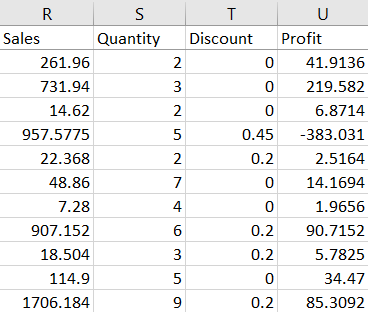 R S T U
Sales Quantity Discount Profit
261.96 2 0 41.9136
731.94 3 0 219.582
14.62 2 0 6.8714
957.5775 5 0.45 -383.031
22.368 2 0.2 2.5164
48.86 7 0 14.1694
7.28 4 0 1.9656
907.152 6 0.2 90.7152
18.504 3 0.2 5.7825
114.9 5 0 34.47
1706.184 9 0.2 85.3092